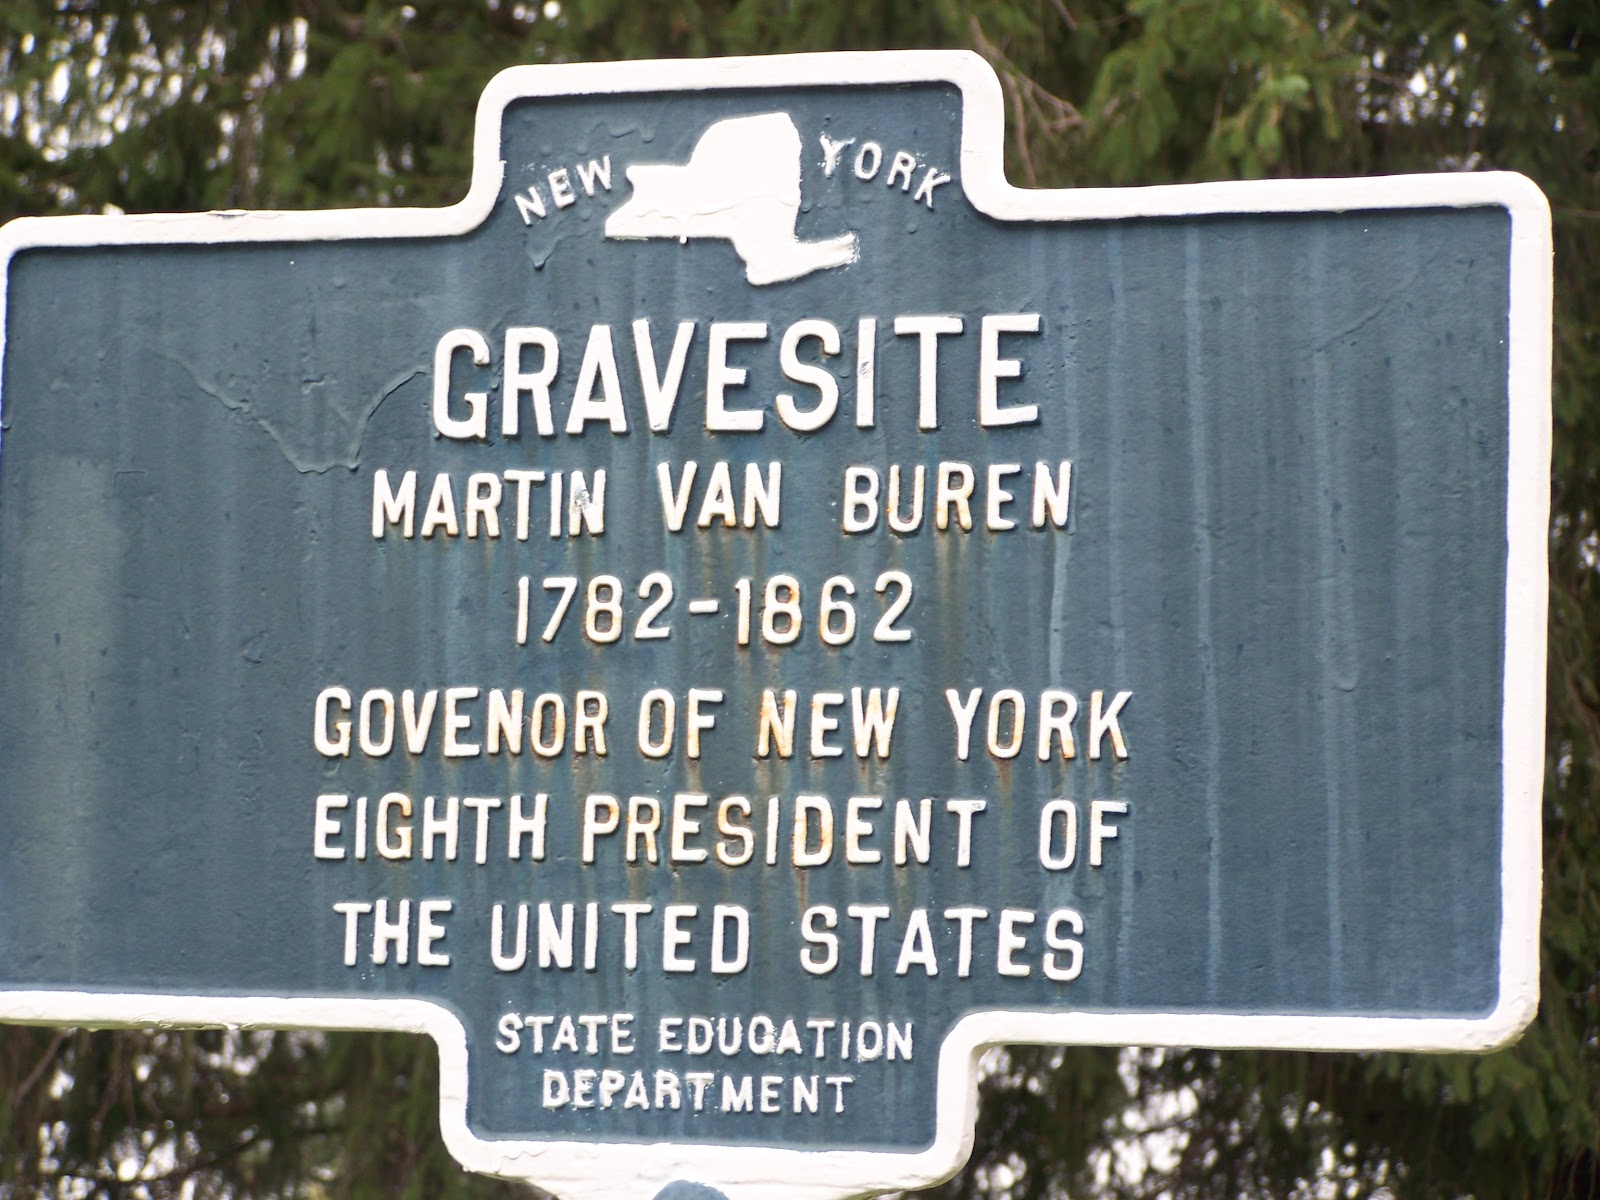 NEW YORK
GRAVESITE
MARTIN VAN BUREN
1782-1862
GOVENOR OF NEW YORK
EIGHTH PRESIDENT OF
THE UNITED STATES
STATE EDUCATION
DEPARTMENT